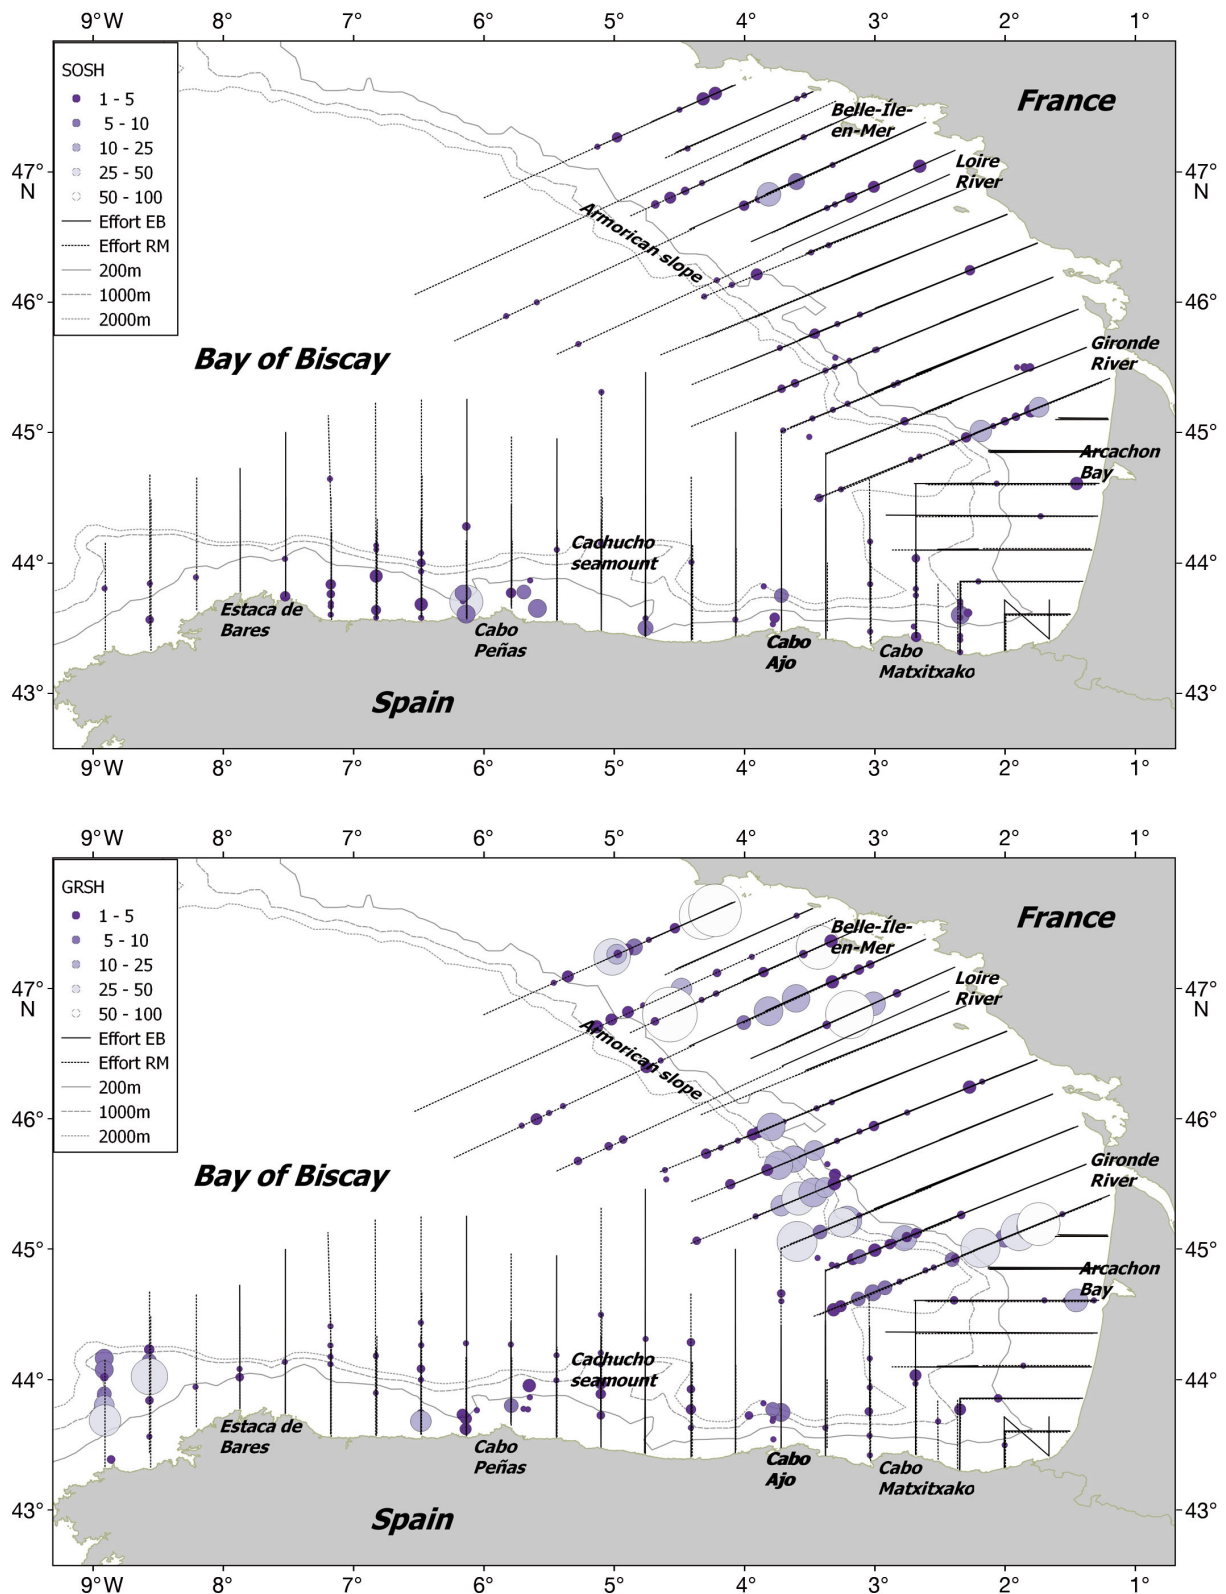 9°W 8° 7° 6° 5° 4° 3° 2° 1°
SOSH
1 - 5
5 - 10
10 - 25
25 - 50
50 - 100
Effort EB
Effort RM
200m
1000m
2000m
France
Belle-Île-
en-Mer
Loire
River
47°
N
47°
N
Armorican slope
46°
46°
Bay of Biscay
Gironde
River
45°
45°
Arcachon
Bay
44°
44°
Cachucho
seamount
Estaca de
Bares
Cabo
Peñas
Cabo
Ajo
Cabo
Matxitxako
43°
43°
Spain
9°W 8° 7° 6° 5° 4° 3° 2° 1°
9°W 8° 7° 6° 5° 4° 3° 2° 1°
GRSH
1 - 5
5 - 10
10 - 25
25 - 50
50 - 100
Effort EB
Effort RM
200m
1000m
2000m
France
Belle-Île-
en-Mer
Loire
River
47°
N
47°
N
Armorican slope
46°
46°
Bay of Biscay
Gironde
River
45°
45°
Arcachon
Bay
44°
44°
Cachucho
seamount
Estaca de
Bares
Cabo
Peñas
Cabo
Ajo
Cabo
Matxitxako
43°
43°
Spain
9°W 8° 7° 6° 5° 4° 3° 2° 1°